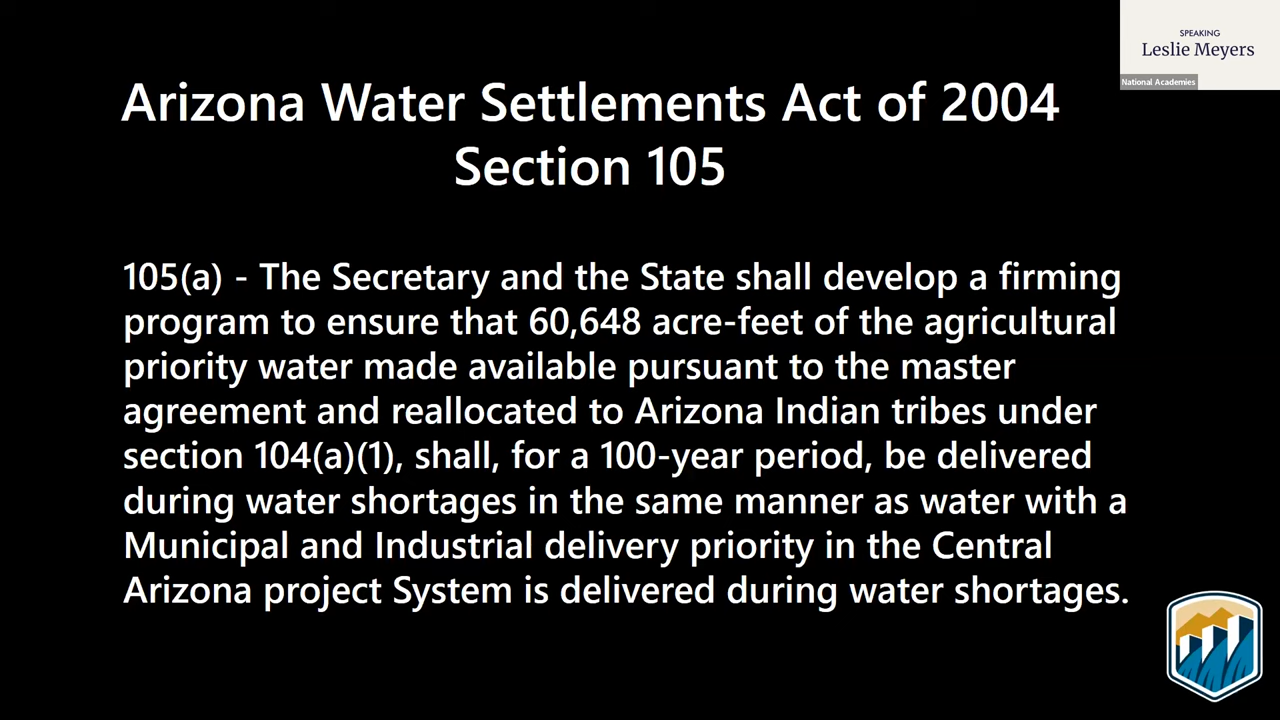 SPEAKING
Leslie Meyers
National Academies
Arizona Water Settlements Act of 2004
Section 105
105(a) - The Secretary and the State shall develop a firming
program to ensure that 60,648 acre-feet of the agricultural
priority water made available pursuant to the master
agreement and reallocated to Arizona Indian tribes under
section 104(a)(1), shall, for a 100-year period, be delivered
during water shortages in the same manner as water with a
Municipal and Industrial delivery priority in the Central
Arizona project System is delivered during water shortages.